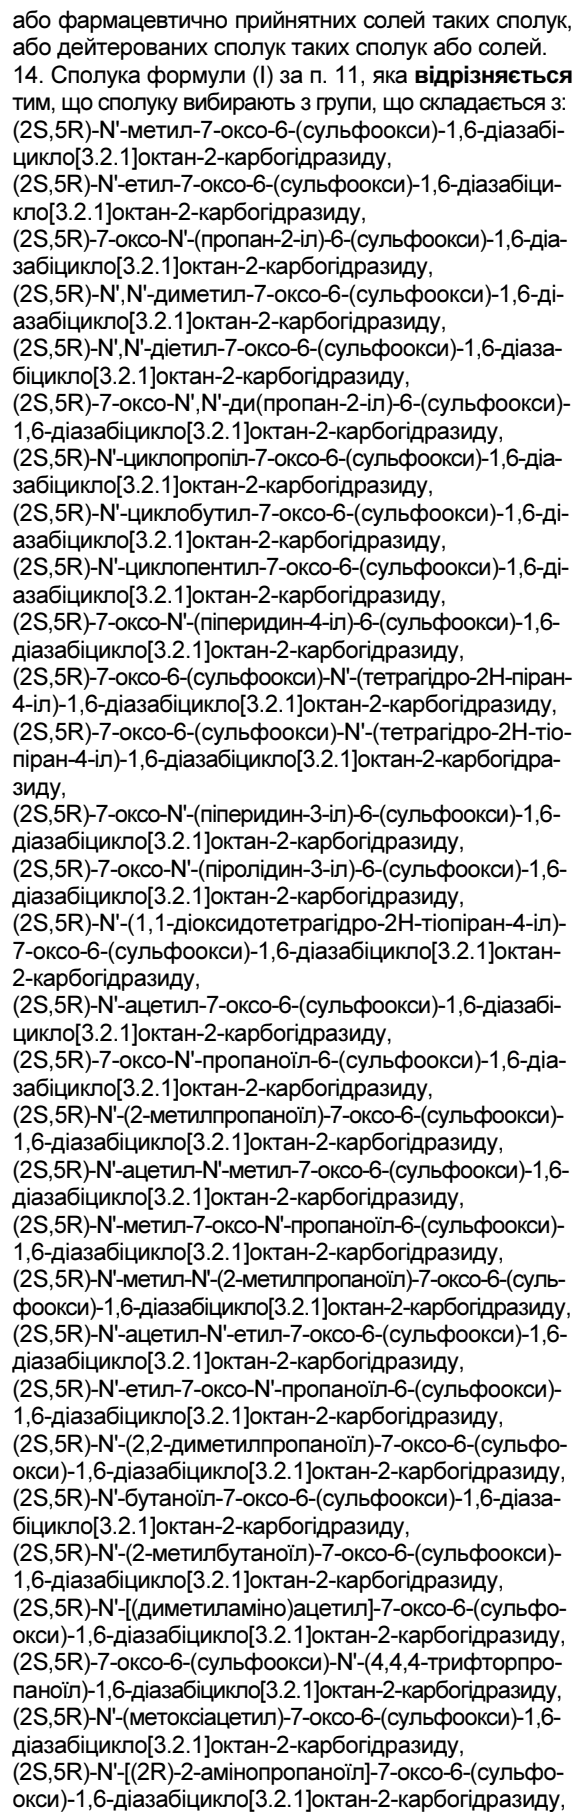 або фармацевтично прийнятних солей таких сполук,
або дейтерованих сполук таких сполук або солей.
14. Сполука формули (I) за п. 11, яка відрізняється
тим, що сполуку вибирають з групи, що складається з:
(2S,5R)-N'-метил-7-оксо-6-(сульфоокси)-1,6-діазабі-
цикло[3.2.1]октан-2-карбогідразиду,
(2S,5R)-N'-етил-7-оксо-6-(сульфоокси)-1,6-діазабіци-
кло[3.2.1]октан-2-карбогідразиду,
(2S,5R)-7-оксо-N'-(пропан-2-іл)-6-(сульфоокси)-1,6-діа-
забіцикло[3.2.1]октан-2-карбогідразиду,
(2S,5R)-N',N'-диметил-7-оксо-6-(сульфоокси)-1,6-ді-
азабіцикло[3.2.1]октан-2-карбогідразиду,
(2S,5R)-N',N'-діетил-7-оксо-6-(сульфоокси)-1,6-діаза-
біцикло[3.2.1]октан-2-карбогідразиду,
(2S,5R)-7-оксо-N',N'-ди(пропан-2-іл)-6-(сульфоокси)-
1,6-діазабіцикло[3.2.1]октан-2-карбогідразиду,
(2S,5R)-N'-циклопропіл-7-оксо-6-(сульфоокси)-1,6-діа-
забіцикло[3.2.1]октан-2-карбогідразиду,
(2S,5R)-N'-циклобутил-7-оксо-6-(сульфоокси)-1,6-ді-
азабіцикло[3.2.1]октан-2-карбогідразиду,
(2S,5R)-N'-циклопентил-7-оксо-6-(сульфоокси)-1,6-ді-
азабіцикло[3.2.1]октан-2-карбогідразиду,
(2S,5R)-7-оксо-N'-(піперидин-4-іл)-6-(сульфоокси)-1,6-
діазабіцикло[3.2.1]октан-2-карбогідразиду,
(2S,5R)-7-оксо-6-(сульфоокси)-N'-(тетрагідро-2H-піран-
4-іл)-1,6-діазабіцикло[3.2.1]октан-2-карбогідразиду,
(2S,5R)-7-оксо-6-(сульфоокси)-N'-(тетрагідро-2H-тіо-
піран-4-іл)-1,6-діазабіцикло[3.2.1]октан-2-карбогідра-
зиду,
(2S,5R)-7-оксо-N'-(піперидин-3-іл)-6-(сульфоокси)-1,6-
діазабіцикло[3.2.1]октан-2-карбогідразиду,
(2S,5R)-7-оксо-N'-(піролідин-3-іл)-6-(сульфоокси)-1,6-
діазабіцикло[3.2.1]октан-2-карбогідразиду,
(2S,5R)-N'-(1,1-діоксидотетрагідро-2H-тіопіран-4-іл)-
7-оксо-6-(сульфоокси)-1,6-діазабіцикло[3.2.1]октан-
2-карбогідразиду,
(2S,5R)-N'-ацетил-7-оксо-6-(сульфоокси)-1,6-діазабі-
цикло[3.2.1]октан-2-карбогідразиду,
(2S,5R)-7-оксо-N'-пропаноїл-6-(сульфоокси)-1,6-діа-
забіцикло[3.2.1]октан-2-карбогідразиду,
(2S,5R)-N'-(2-метилпропаноїл)-7-оксо-6-(сульфоокси)-
1,6-діазабіцикло[3.2.1]октан-2-карбогідразиду,
(2S,5R)-N'-ацетил-N'-метил-7-оксо-6-(сульфоокси)-1,6-
діазабіцикло[3.2.1]октан-2-карбогідразиду,
(2S,5R)-N'-метил-7-оксо-N'-пропаноїл-6-(сульфоокси)-
1,6-діазабіцикло[3.2.1]октан-2-карбогідразиду,
(2S,5R)-N'-метил-N'-(2-метилпропаноїл)-7-оксо-6-(суль-
фоокси)-1,6-діазабіцикло[3.2.1]октан-2-карбогідразиду,
(2S,5R)-N'-ацетил-N'-етил-7-оксо-6-(сульфоокси)-1,6-
діазабіцикло[3.2.1]октан-2-карбогідразиду,
(2S,5R)-N'-етил-7-оксо-N'-пропаноїл-6-(сульфоокси)-
1,6-діазабіцикло[3.2.1]октан-2-карбогідразиду,
(2S,5R)-N'-(2,2-диметилпропаноїл)-7-оксо-6-(сульфо-
окси)-1,6-діазабіцикло[3.2.1]октан-2-карбогідразиду,
(2S,5R)-N'-бутаноїл-7-оксо-6-(сульфоокси)-1,6-діаза-
біцикло[3.2.1]октан-2-карбогідразиду,
(2S,5R)-N'-(2-метилбутаноїл)-7-оксо-6-(сульфоокси)-
1,6-діазабіцикло[3.2.1]октан-2-карбогідразиду,
(2S,5R)-N'-[(диметиламіно)ацетил]-7-оксо-6-(сульфо-
окси)-1,6-діазабіцикло[3.2.1]октан-2-карбогідразиду,
(2S,5R)-7-оксо-6-(сульфоокси)-N'-(4,4,4-трифторпро-
паноїл)-1,6-діазабіцикло[3.2.1]октан-2-карбогідразиду,
(2S,5R)-N'-(метоксіацетил)-7-оксо-6-(сульфоокси)-1,6-
діазабіцикло[3.2.1]октан-2-карбогідразиду,
(2S,5R)-N'-[(2R)-2-амінопропаноїл]-7-оксо-6-(сульфо-
окси)-1,6-діазабіцикло[3.2.1]октан-2-карбогідразиду,